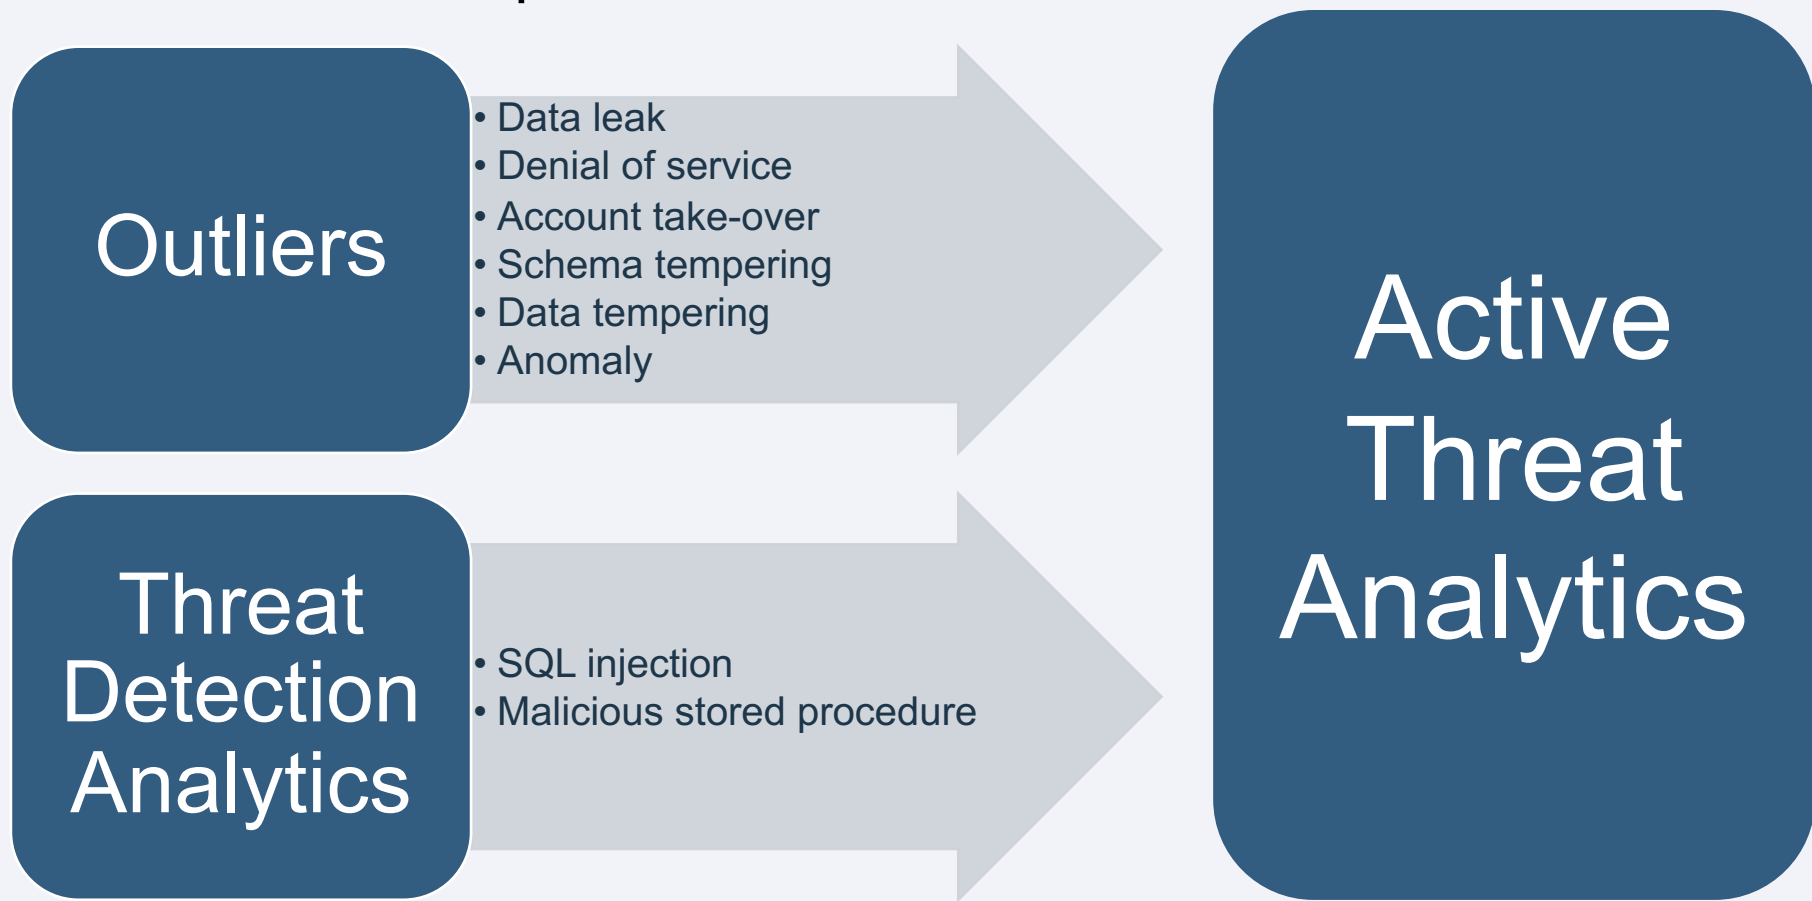 Outliers
• Data leak
• Denial of service
• Account take-over
• Schema tempering
• Data tempering
• Anomaly
Threat
Detection
Analytics
• SQL injection
• Malicious stored procedure
Active
Threat
Analytics